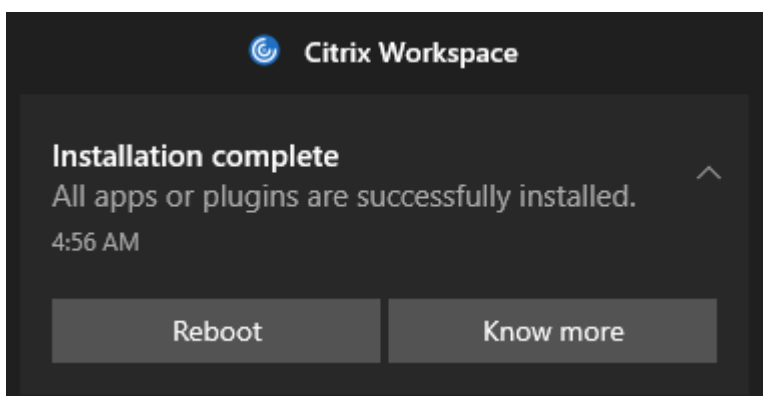 Citrix Workspace
Installation complete
All apps or plugins are successfully installed.
4:56 AM
Reboot
Know more